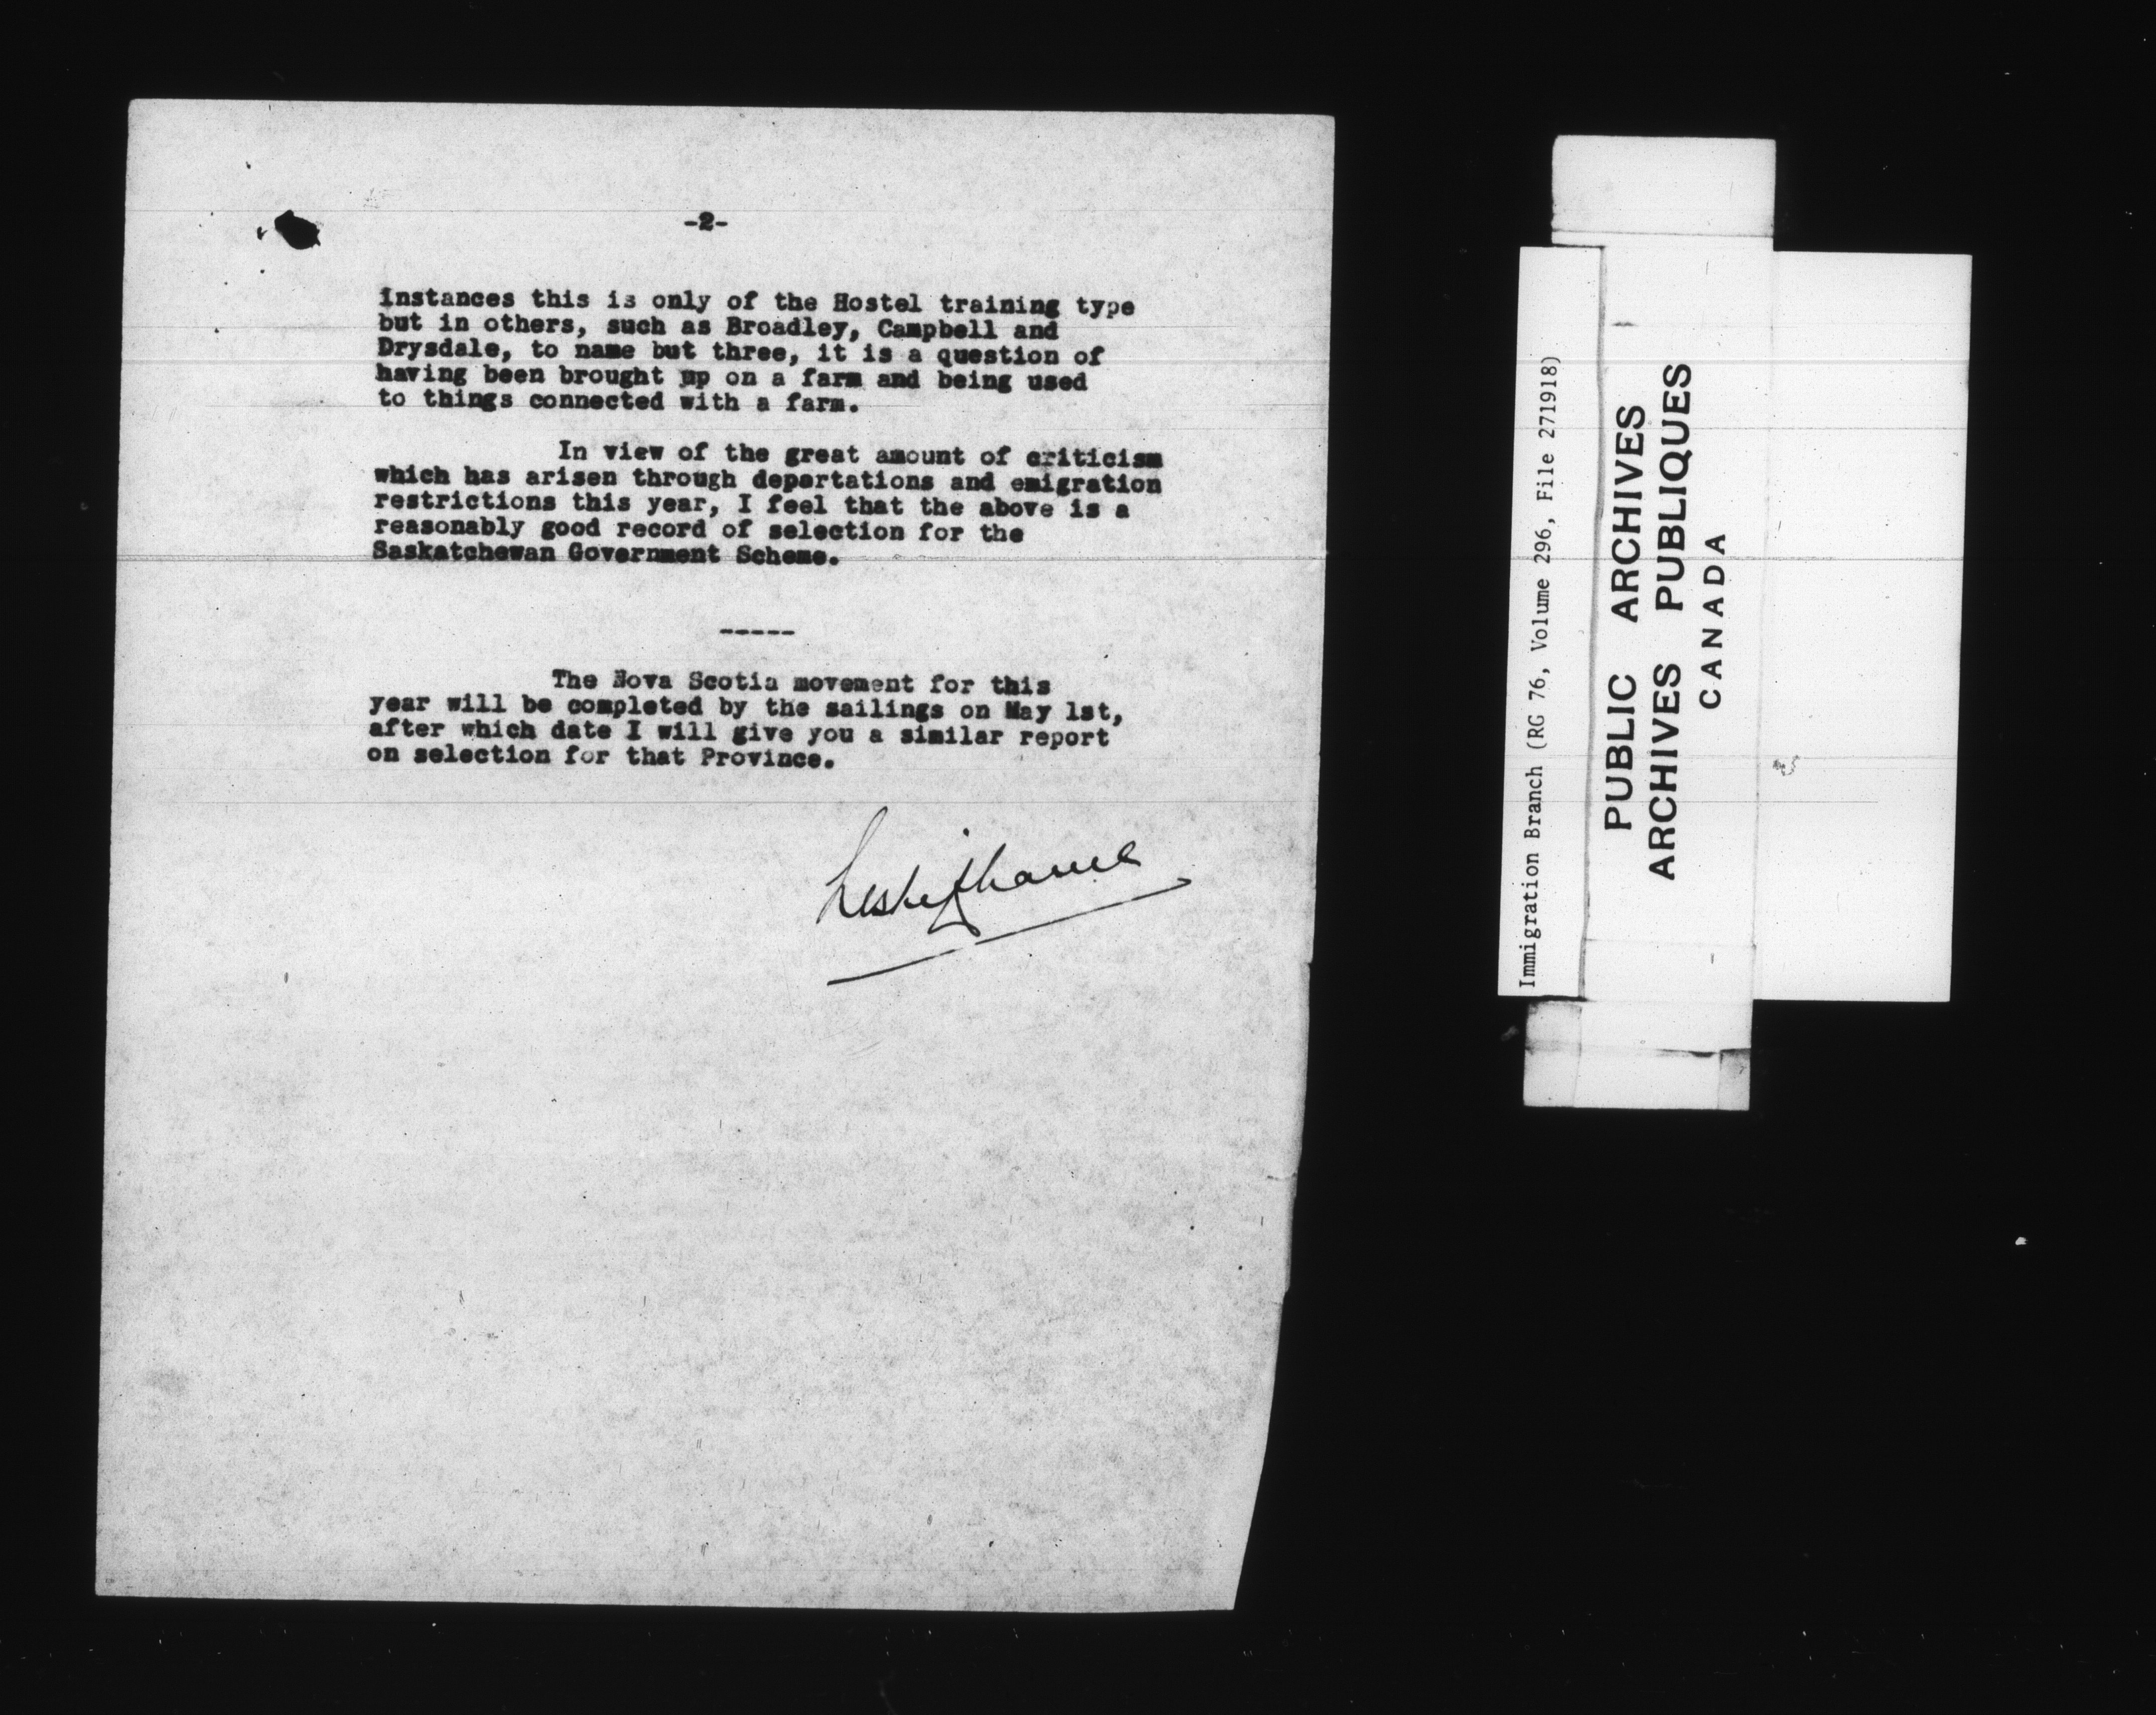 -2-
instances this is only of the Hostel training type
but in others, such as Broadley, Campbell and
Drysdale, to name but three, it is a question of
having been brought up on a farm and being used
to things connected with a farm.
In view of the great amount of criticism
which has arisen through deportations and emigration
restrictions this year, I feel that the above is a
reasonably good record of selection for the
Saskatchewan Government Scheme.
-----
The Nova Scotia movement for this
year will be completed by the sailings on May 1st,
after which date I will give you a similar report
on selection for that Province.
Immigration Branch (RG 76, Volume 296, File 271918)
PUBLIC ARCHIVES
ARCHIVES PUBLIQUES
CANADA